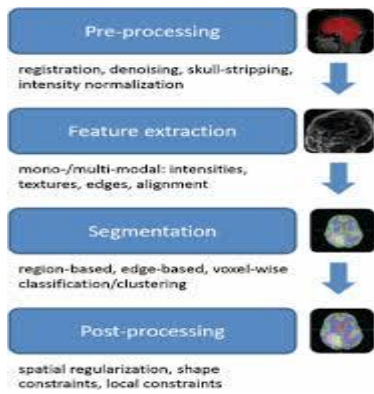 Pre-processing
registration, denoising, skull-stripping,
intensity normalization
Feature extraction
mono-/multi-modal: intensities,
textures, edges, alignment
Segmentation
region-based, edge-based, voxel-wise
classification/clustering
Post-processing
spatial regularization, shape
constraints, local constraints